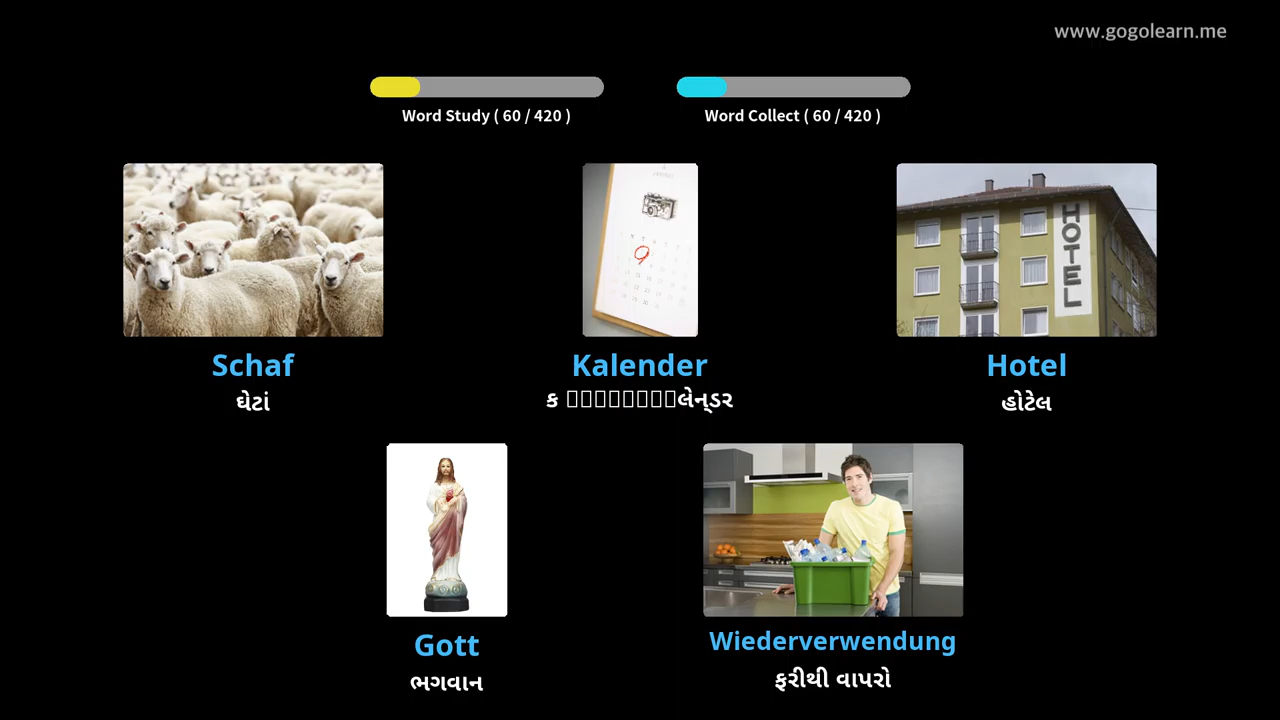 www.gogolearn.me
Word Study ( 60 / 420 )
Word Collect ( 60 / 420 )
HOTEL
Schaf
ઘેટાં
Kalender
ક લેન્ડર
Hotel
હોટેલ
Gott
ભગવાન
Wiederverwendung
ફરીથી વાપરો